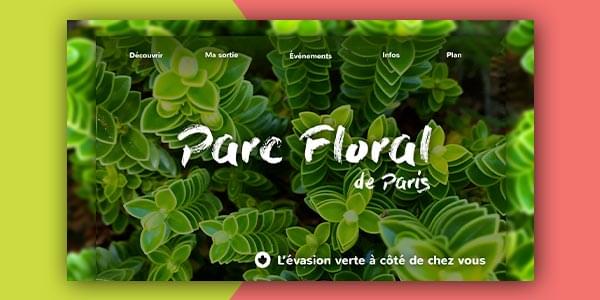 Découvrir Ma sortie Événements Infos Plan
Parc Floral
de Paris
L'évasion verte à côté de chez vous